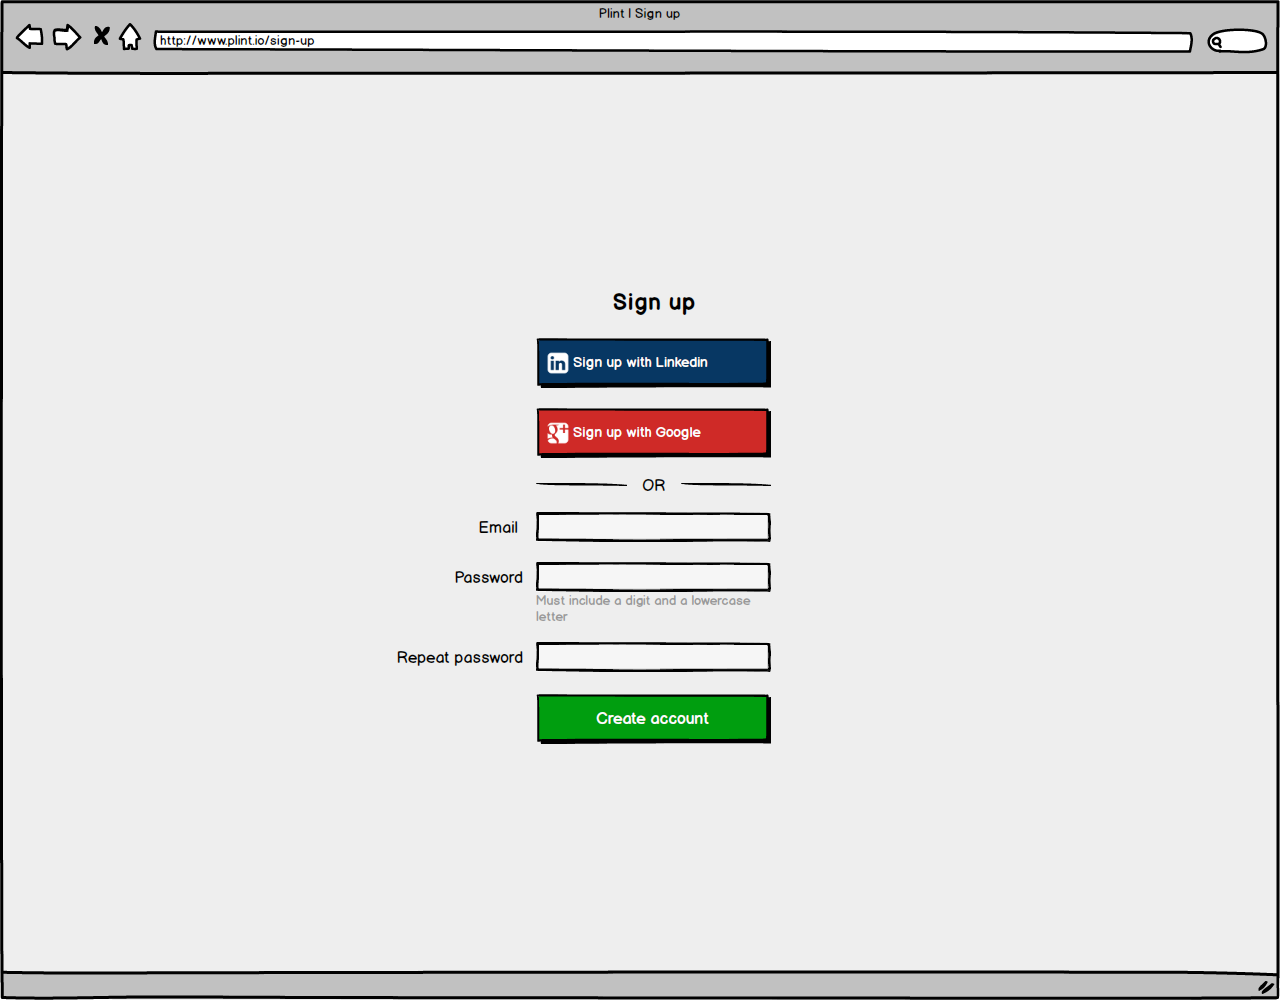 Plint | Sign up
http://www.plint.io/sign-up
Sign up
in Sign up with Linkedin
g+ Sign up with Google
OR
Email
Password
Must include a digit and a lowercase
letter
Repeat password
Create account